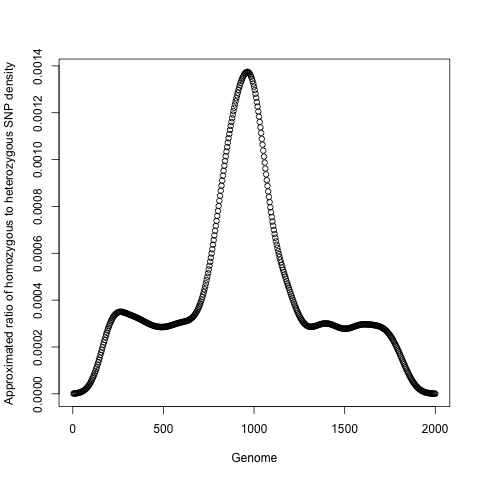 Approximated ratio of homozygous to heterozygous SNP density
0.0014
0.0012
0.0010
0.0008
0.0006
0.0004
0.0002
0.0000
0 500 1000 1500 2000
Genome